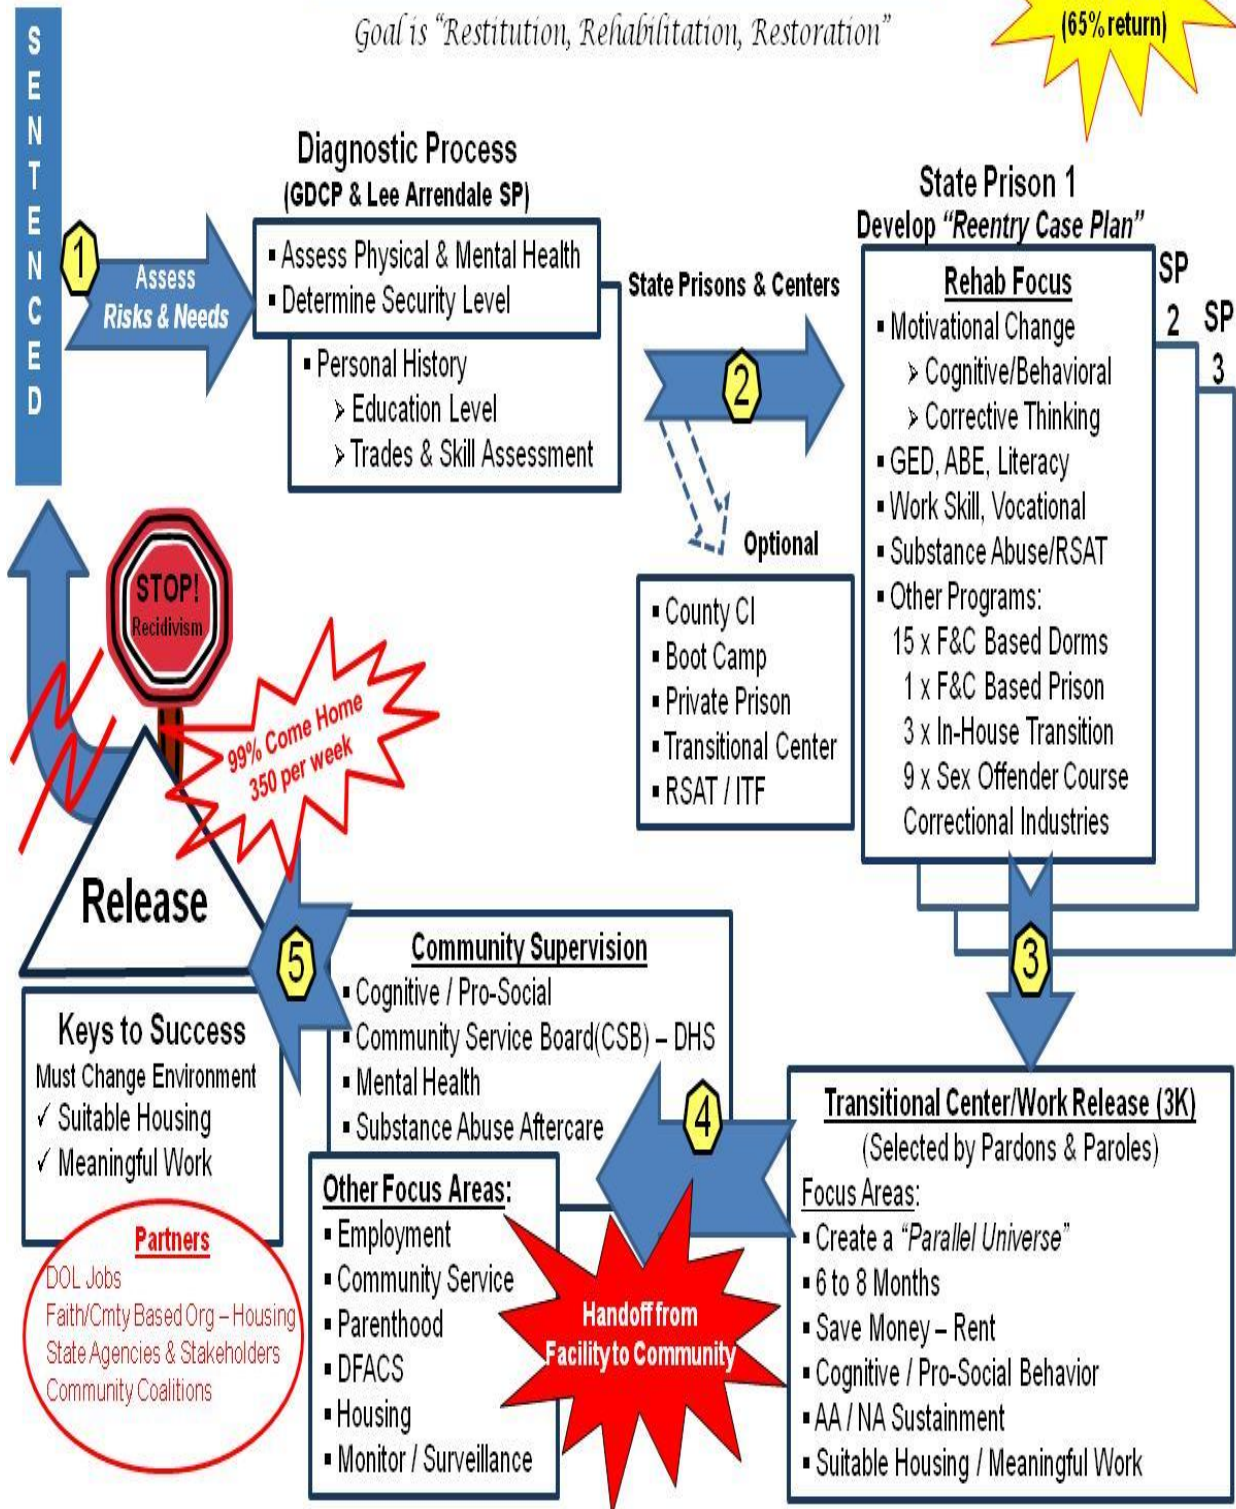 Goal is “Restitution, Rehabilitation, Restoration”
(65% return)
SENTENCED
1
Assess
Risks & Needs
Diagnostic Process
(GDCP & Lee Arrendale SP)
▪ Assess Physical & Mental Health
▪ Determine Security Level
▪ Personal History
➢ Education Level
➢ Trades & Skill Assessment
State Prisons & Centers
2
Optional
▪ County CI
▪ Boot Camp
▪ Private Prison
▪ Transitional Center
▪ RSAT / ITF
State Prison 1
Develop “Reentry Case Plan”
SP
2
SP
3
Rehab Focus
▪ Motivational Change
➢ Cognitive/Behavioral
➢ Corrective Thinking
▪ GED, ABE, Literacy
▪ Work Skill, Vocational
▪ Substance Abuse/RSAT
▪ Other Programs:
15 x F&C Based Dorms
1 x F&C Based Prison
3 x In-House Transition
9 x Sex Offender Course
Correctional Industries
3
Transitional Center/Work Release (3K)
(Selected by Pardons & Paroles)
Focus Areas:
▪ Create a “Parallel Universe”
▪ 6 to 8 Months
▪ Save Money – Rent
▪ Cognitive / Pro-Social Behavior
▪ AA / NA Sustainment
▪ Suitable Housing / Meaningful Work
4
Handoff from
Facility to Community
Community Supervision
▪ Cognitive / Pro-Social
▪ Community Service Board(CSB) – DHS
▪ Mental Health
▪ Substance Abuse Aftercare
Other Focus Areas:
▪ Employment
▪ Community Service
▪ Parenthood
▪ DFACS
▪ Housing
▪ Monitor / Surveillance
5
STOP!
Recidivism
99% Come Home
350 per week
Release
Keys to Success
Must Change Environment
✓ Suitable Housing
✓ Meaningful Work
Partners
DOL Jobs
Faith/Cmty Based Org – Housing
State Agencies & Stakeholders
Community Coalitions